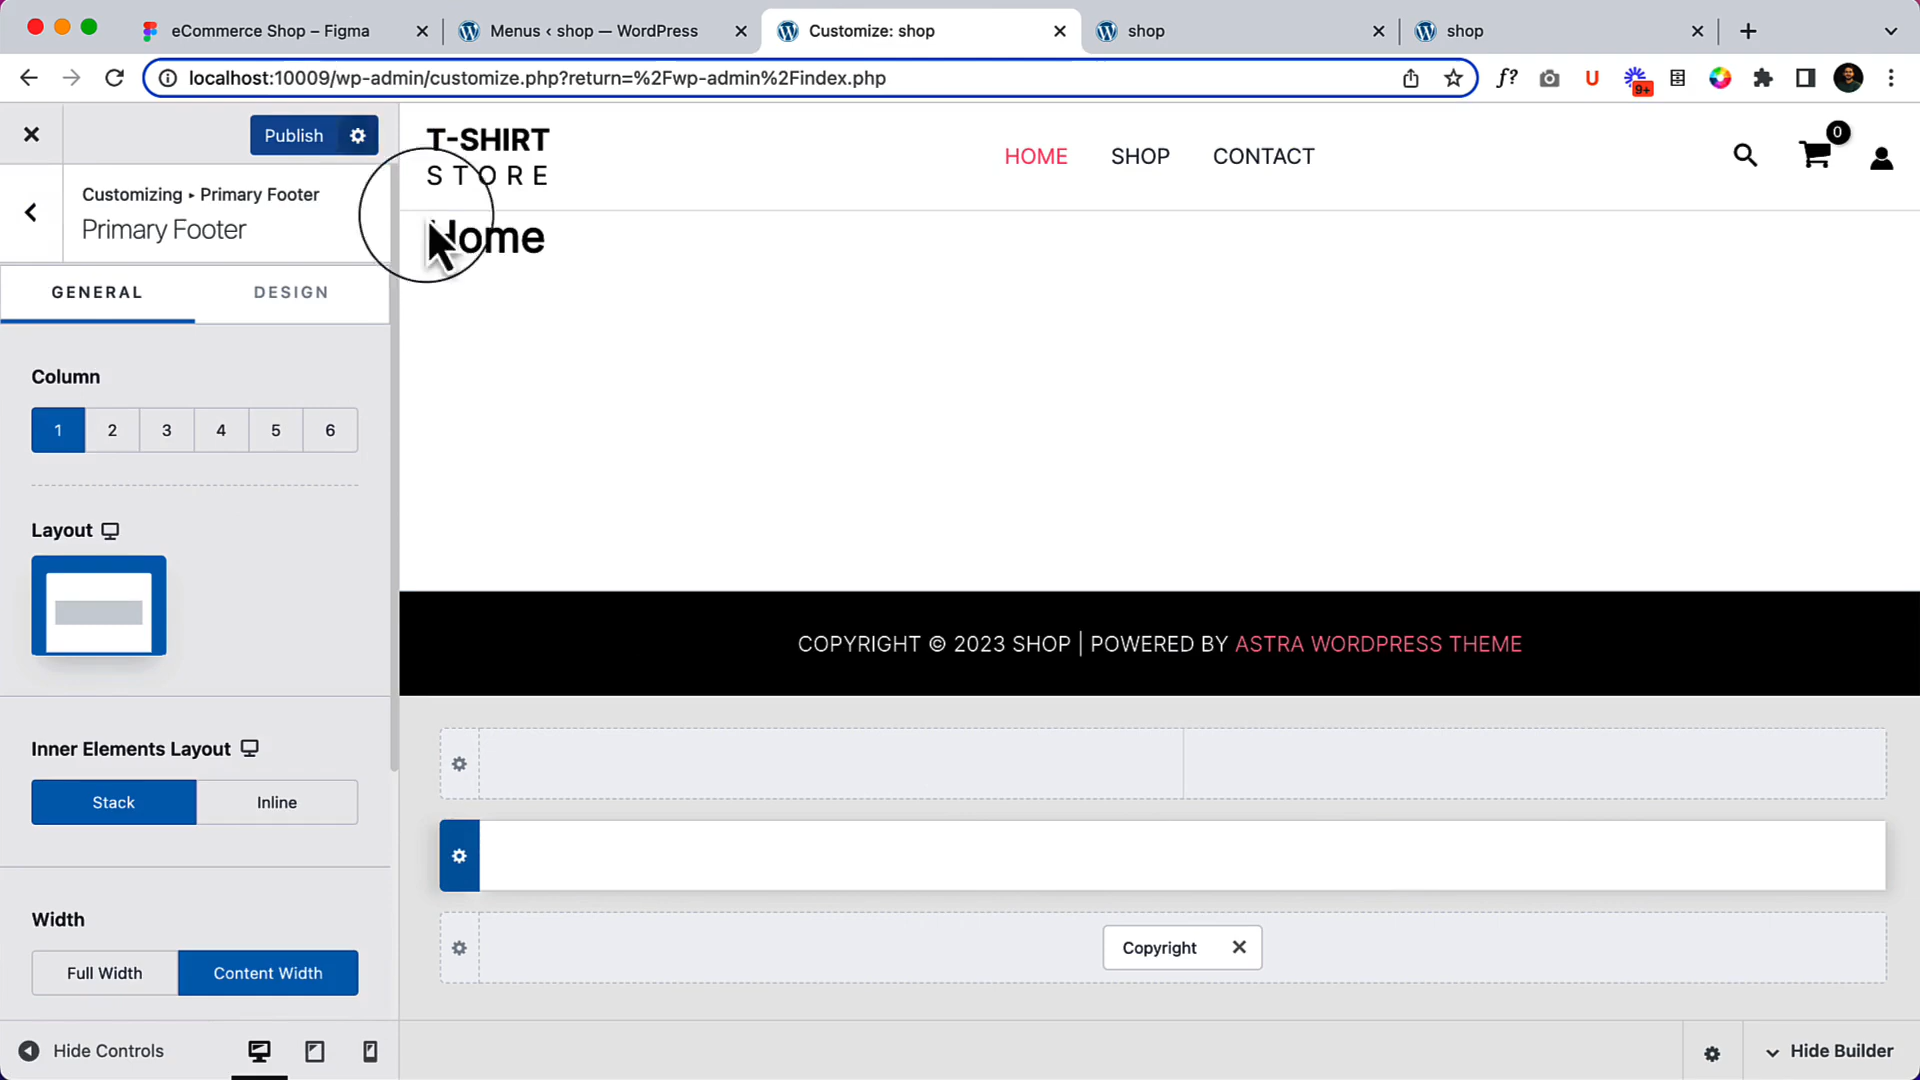 eCommerce Shop – Figma
Menus ‹ shop — WordPress
Customize: shop
shop
shop
localhost:10009/wp-admin/customize.php?return=%2Fwp-admin%2Findex.php
f?
U
9+
Publish
Customizing ▸ Primary Footer
Primary Footer
GENERAL
DESIGN
Column
1
2
3
4
5
6
Layout
Inner Elements Layout
Stack
Inline
Width
Full Width
Content Width
Hide Controls
T-SHIRT
STORE
HOME
SHOP
CONTACT
0
Home
COPYRIGHT © 2023 SHOP | POWERED BY ASTRA WORDPRESS THEME
Copyright
Hide Builder